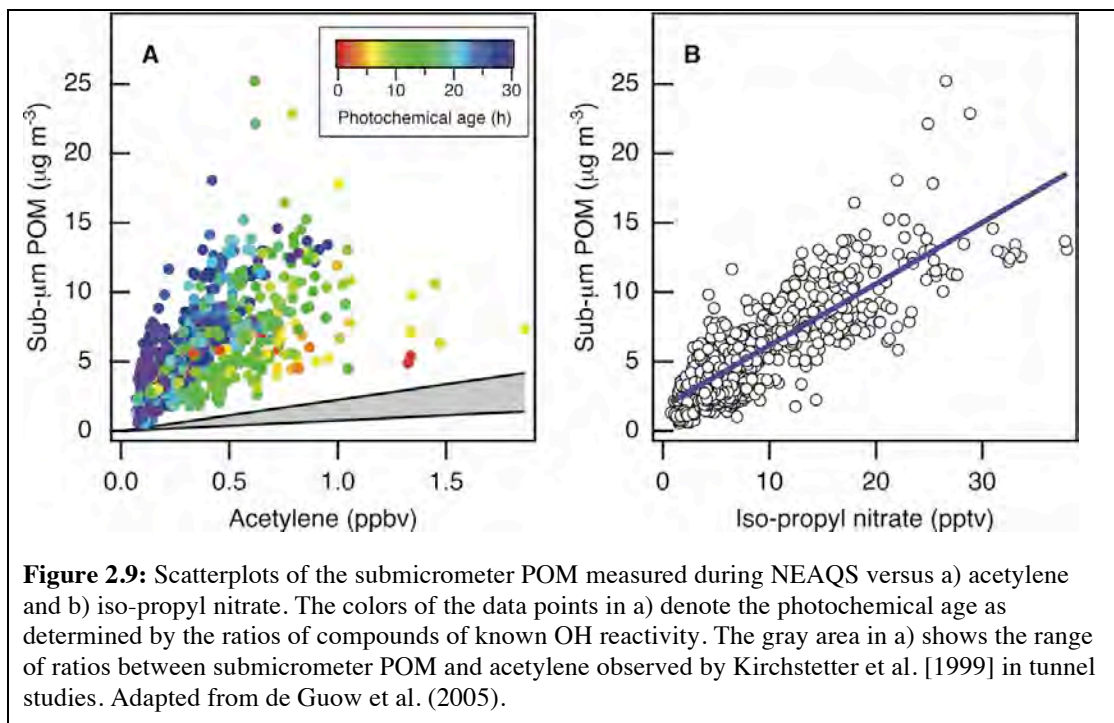 A
0 10 20 30
Photochemical age (h)
25
20
15
10
5
0
Sub-µm POM (µg m-3)
0.0 0.5 1.0 1.5
Acetylene (ppbv)
B
25
20
15
10
5
0
Sub-µm POM (µg m-3)
0 10 20 30
Iso-propyl nitrate (pptv)
Figure 2.9: Scatterplots of the submicrometer POM measured during NEAQS versus a) acetylene
and b) iso-propyl nitrate. The colors of the data points in a) denote the photochemical age as
determined by the ratios of compounds of known OH reactivity. The gray area in a) shows the range
of ratios between submicrometer POM and acetylene observed by Kirchstetter et al. [1999] in tunnel
studies. Adapted from de Guow et al. (2005).